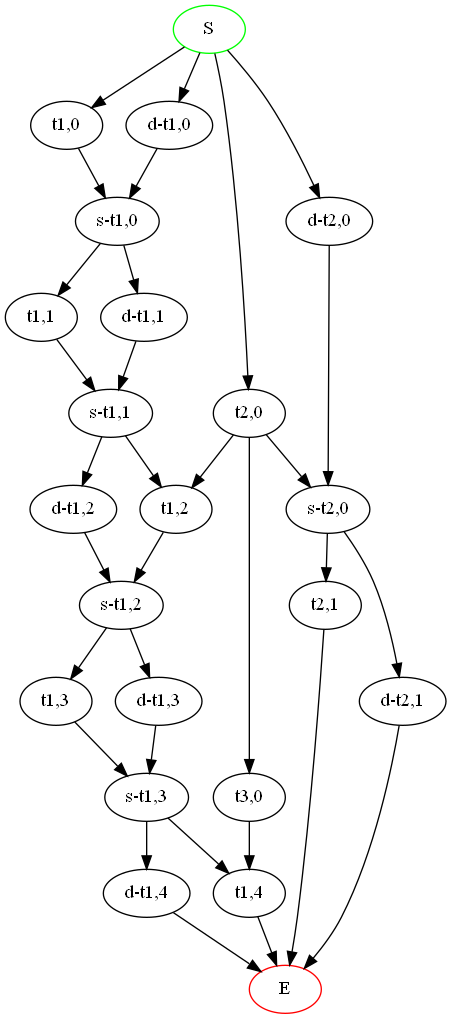 S
t1,0
d-t1,0
s-t1,0
d-t2,0
t1,1
d-t1,1
s-t1,1
t2,0
d-t1,2
t1,2
s-t2,0
s-t1,2
t2,1
t1,3
d-t1,3
d-t2,1
s-t1,3
t3,0
d-t1,4
t1,4
E